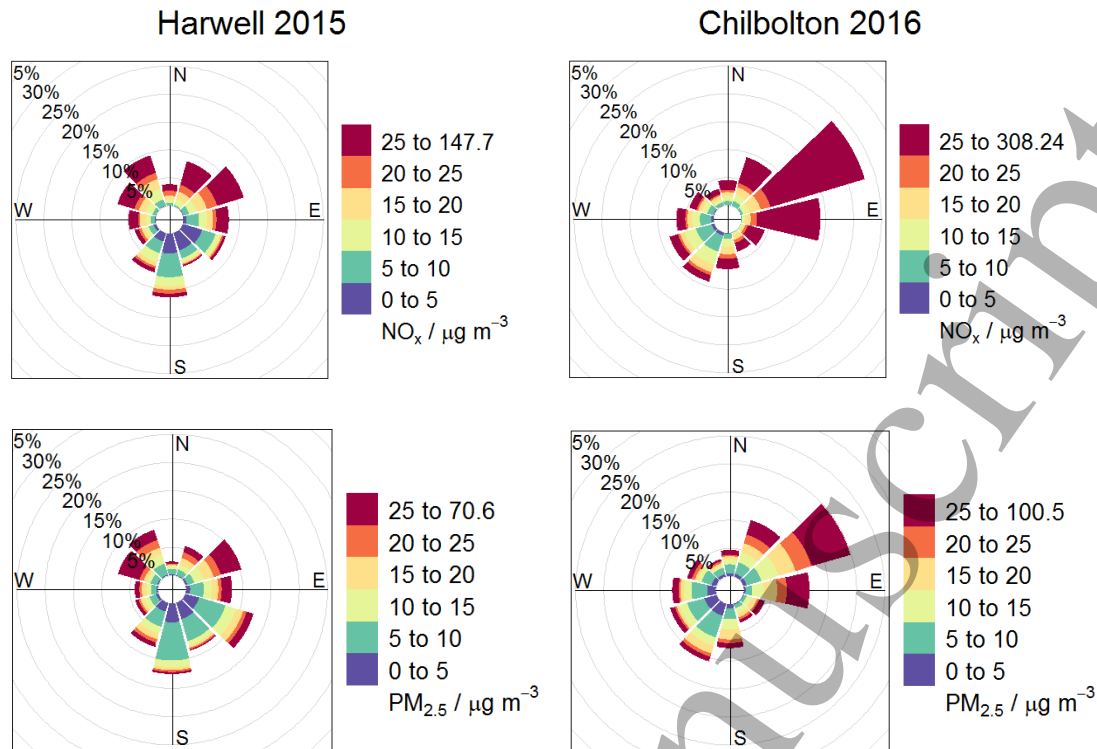 Harwell 2015
Chilbolton 2016
5%
30%
25%
20%
15%
10%
5%
N
W
E
S
25 to 147.7
20 to 25
15 to 20
10 to 15
5 to 10
0 to 5
NOx / μg m−3
5%
30%
25%
20%
15%
10%
5%
N
W
E
S
25 to 308.24
20 to 25
15 to 20
10 to 15
5 to 10
0 to 5
NOx / μg m−3
5%
30%
25%
20%
15%
10%
5%
N
W
E
S
25 to 70.6
20 to 25
15 to 20
10 to 15
5 to 10
0 to 5
PM2.5 / μg m−3
5%
30%
25%
20%
15%
10%
5%
N
W
E
S
25 to 100.5
20 to 25
15 to 20
10 to 15
5 to 10
0 to 5
PM2.5 / μg m−3